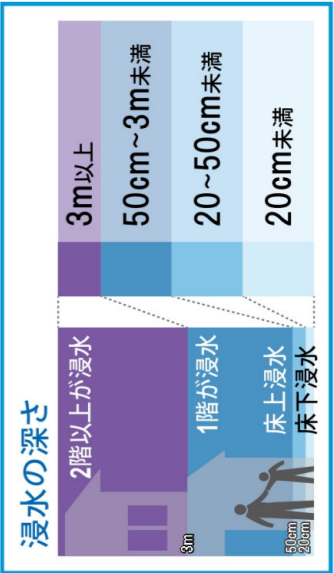 浸水の深さ
2階以上が浸水
1階が浸水
床上浸水
床下浸水
3m
50cm
20cm
3m以上
50cm~3m未満
20~50cm未満
20cm未満